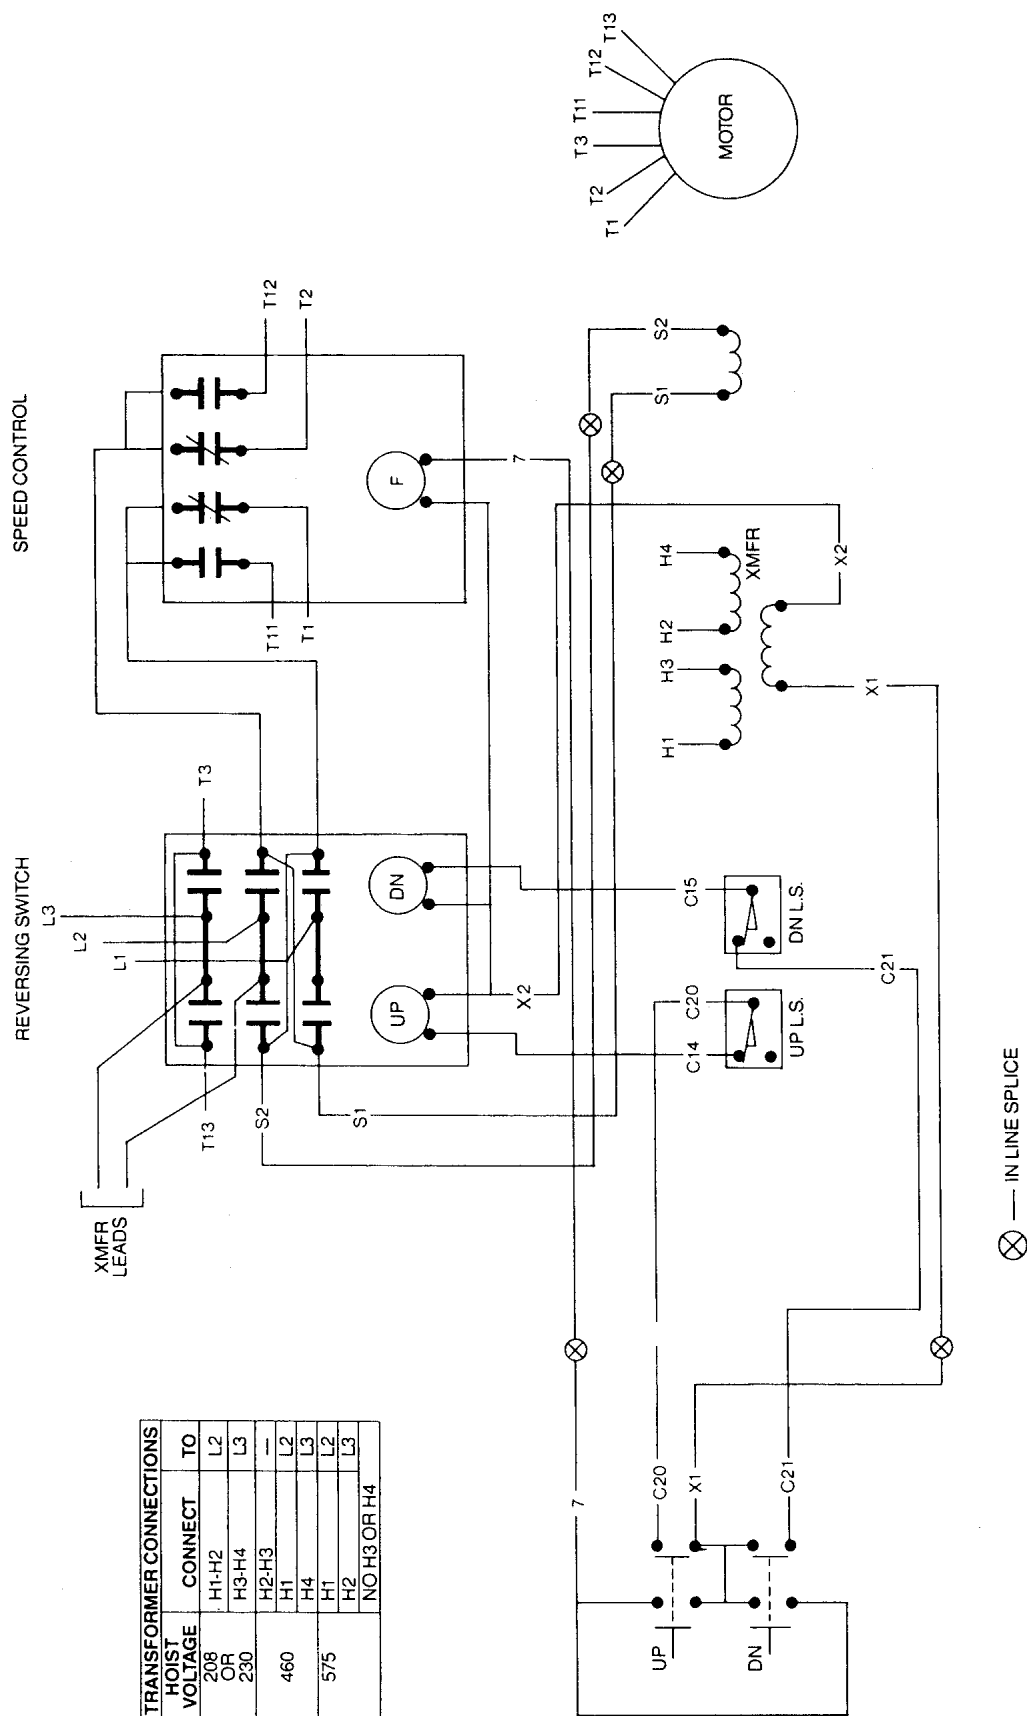 TRANSFORMER CONNECTIONS
HOIST VOLTAGE CONNECT TO
208 OR 230 H1-H2 L2
H3-H4 L3
460 H2-H3 —
H1 L2
H4 L3
575 H1 L2
H2 L3
NO H3 OR H4
XMFR
LEADS
REVERSING SWITCH
L3
L2
L1
T13
S2
S1
T3
UP
DN
X2
SPEED CONTROL
T11
T1
T12
T2
F
7
T1
T2
T3
T11
T12
T13
MOTOR
S1
S2
H1
H3
H2
H4
XMFR
X1
X2
C14
C20
UP L.S.
C15
DN L.S.
C21
7
C20
X1
C21
UP
DN
— IN LINE SPLICE